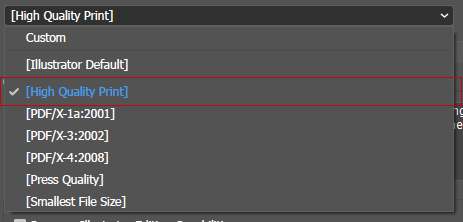 [High Quality Print]
Custom
[Illustrator Default]
[High Quality Print]
[PDF/X-1a:2001]
[PDF/X-3:2002]
[PDF/X-4:2008]
[Press Quality]
[Smallest File Size]